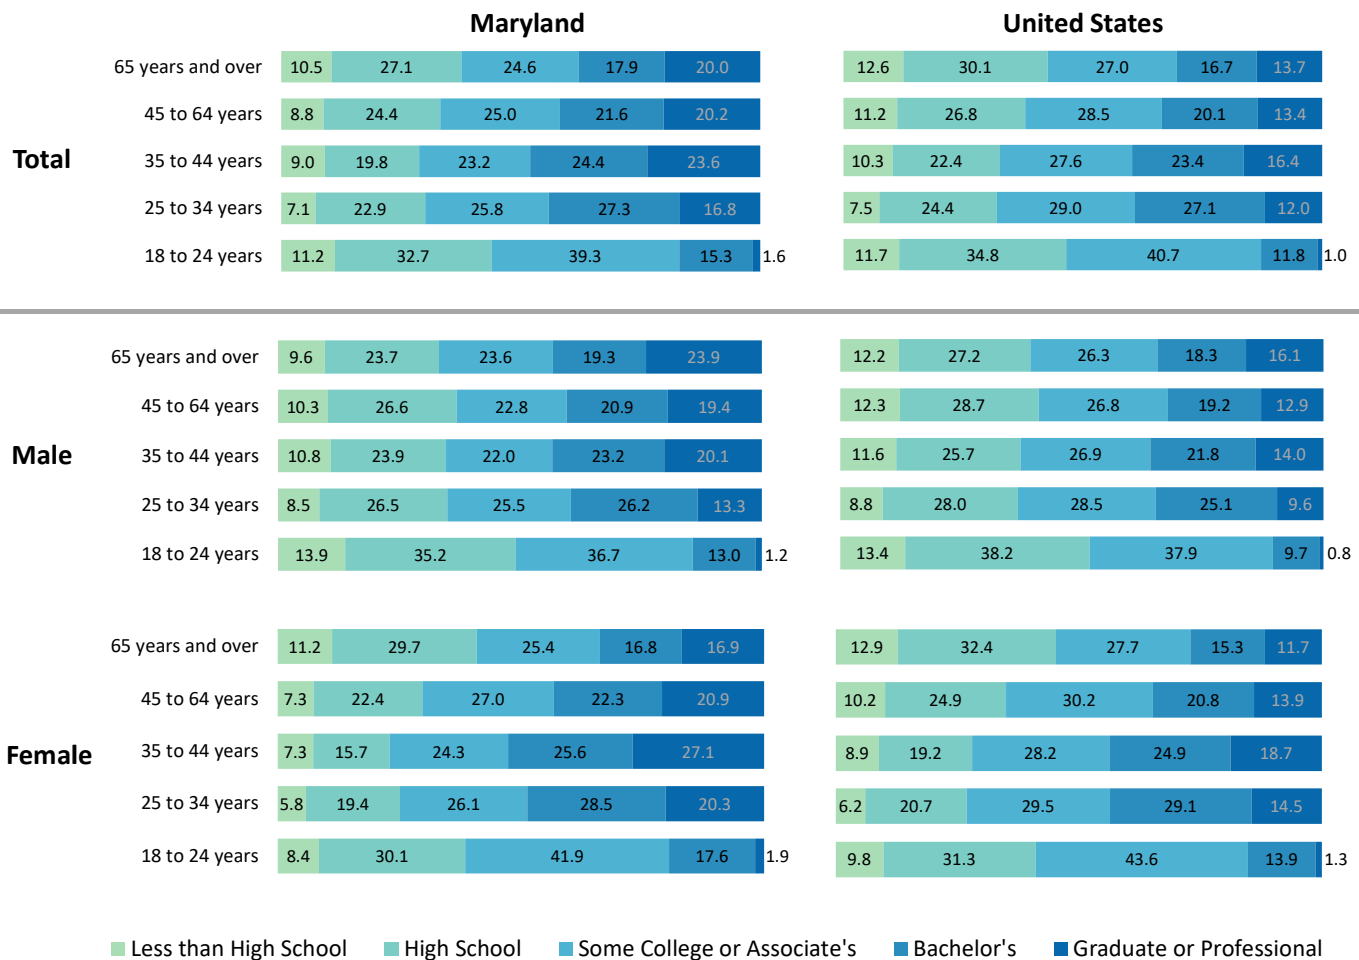 Maryland United States
65 years and over 10.5 27.1 24.6 17.9 20.0 12.6 30.1 27.0 16.7 13.7
45 to 64 years 8.8 24.4 25.0 21.6 20.2 11.2 26.8 28.5 20.1 13.4
Total 35 to 44 years 9.0 19.8 23.2 24.4 23.6 10.3 22.4 27.6 23.4 16.4
25 to 34 years 7.1 22.9 25.8 27.3 16.8 7.5 24.4 29.0 27.1 12.0
18 to 24 years 11.2 32.7 39.3 15.3 1.6 11.7 34.8 40.7 11.8 1.0
65 years and over 9.6 23.7 23.6 19.3 23.9 12.2 27.2 26.3 18.3 16.1
45 to 64 years 10.3 26.6 22.8 20.9 19.4 12.3 28.7 26.8 19.2 12.9
Male 35 to 44 years 10.8 23.9 22.0 23.2 20.1 11.6 25.7 26.9 21.8 14.0
25 to 34 years 8.5 26.5 25.5 26.2 13.3 8.8 28.0 28.5 25.1 9.6
18 to 24 years 13.9 35.2 36.7 13.0 1.2 13.4 38.2 37.9 9.7 0.8
65 years and over 11.2 29.7 25.4 16.8 16.9 12.9 32.4 27.7 15.3 11.7
45 to 64 years 7.3 22.4 27.0 22.3 20.9 10.2 24.9 30.2 20.8 13.9
Female 35 to 44 years 7.3 15.7 24.3 25.6 27.1 8.9 19.2 28.2 24.9 18.7
25 to 34 years 5.8 19.4 26.1 28.5 20.3 6.2 20.7 29.5 29.1 14.5
18 to 24 years 8.4 30.1 41.9 17.6 1.9 9.8 31.3 43.6 13.9 1.3
Less than High School High School Some College or Associate's Bachelor's Graduate or Professional